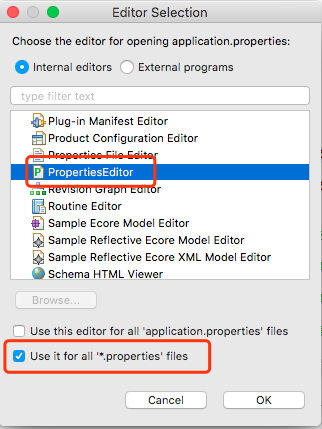 Editor Selection
Choose the editor for opening application.properties:
Internal editors External programs
type filter text
Plug-in Manifest Editor
Product Configuration Editor
Properties File Editor
PropertiesEditor
Revision Graph Editor
Routine Editor
Sample Ecore Model Editor
Sample Reflective Ecore Model Editor
Sample Reflective Ecore XML Model Editor
Schema HTML Viewer
Browse...
Use this editor for all 'application.properties' files
Use it for all '*.properties' files
Cancel OK